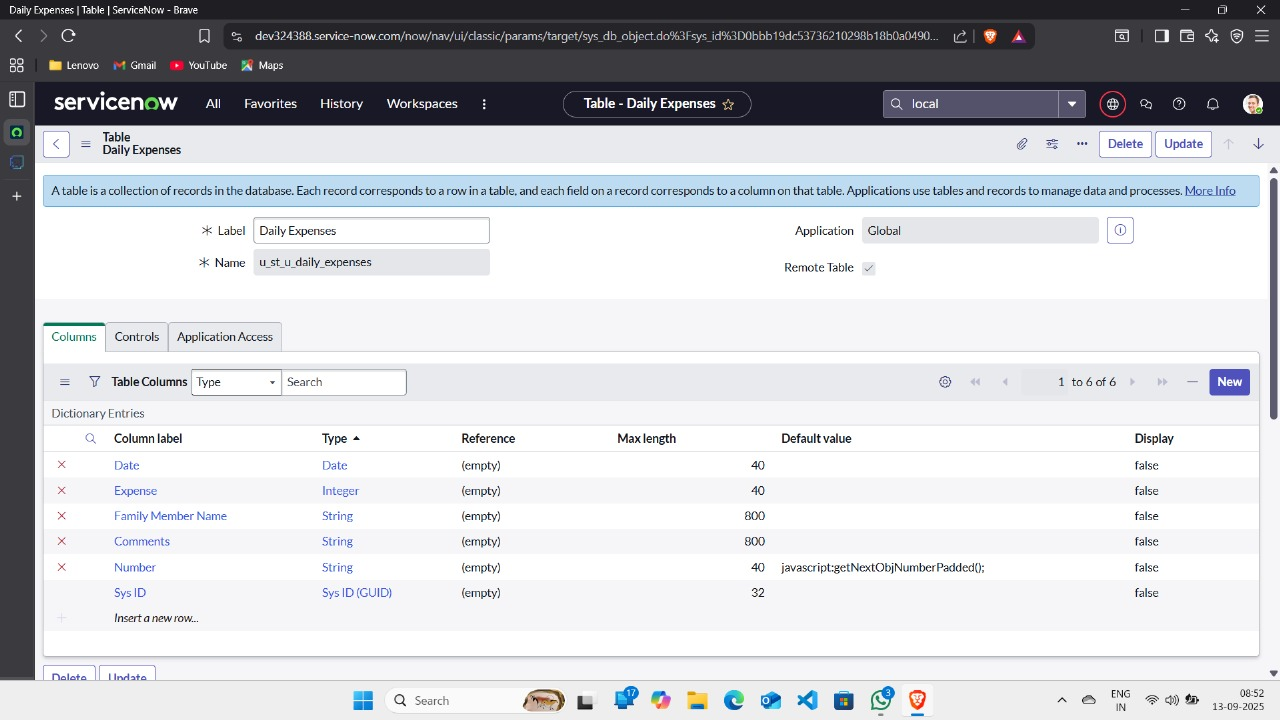 Daily Expenses | Table | ServiceNow - Brave
dev324388.service-now.com/now/nav/ui/classic/params/target/sys_db_object.do%3Fsys_id%3D0bbb19dc53736210298b18b0a0490...
Lenovo Gmail YouTube Maps
servicenow All Favorites History Workspaces Table - Daily Expenses local
Table
Daily Expenses
Delete Update
A table is a collection of records in the database. Each record corresponds to a row in a table, and each field on a record corresponds to a column on that table. Applications use tables and records to manage data and processes. More Info
Label Daily Expenses Application Global
Name u_st_u_daily_expenses Remote Table
Columns Controls Application Access
Table Columns Type Search 1 to 6 of 6 New
Dictionary Entries
Column label Type Reference Max length Default value Display
Date Date (empty) 40 false
Expense Integer (empty) 40 false
Family Member Name String (empty) 800 false
Comments String (empty) 800 false
Number String (empty) 40 javascript:getNextObjNumberPadded(); false
Sys ID Sys ID (GUID) (empty) 32 false
Insert a new row...
Delete Update
Search 17 3 ENG 08:52
IN 13-09-2025